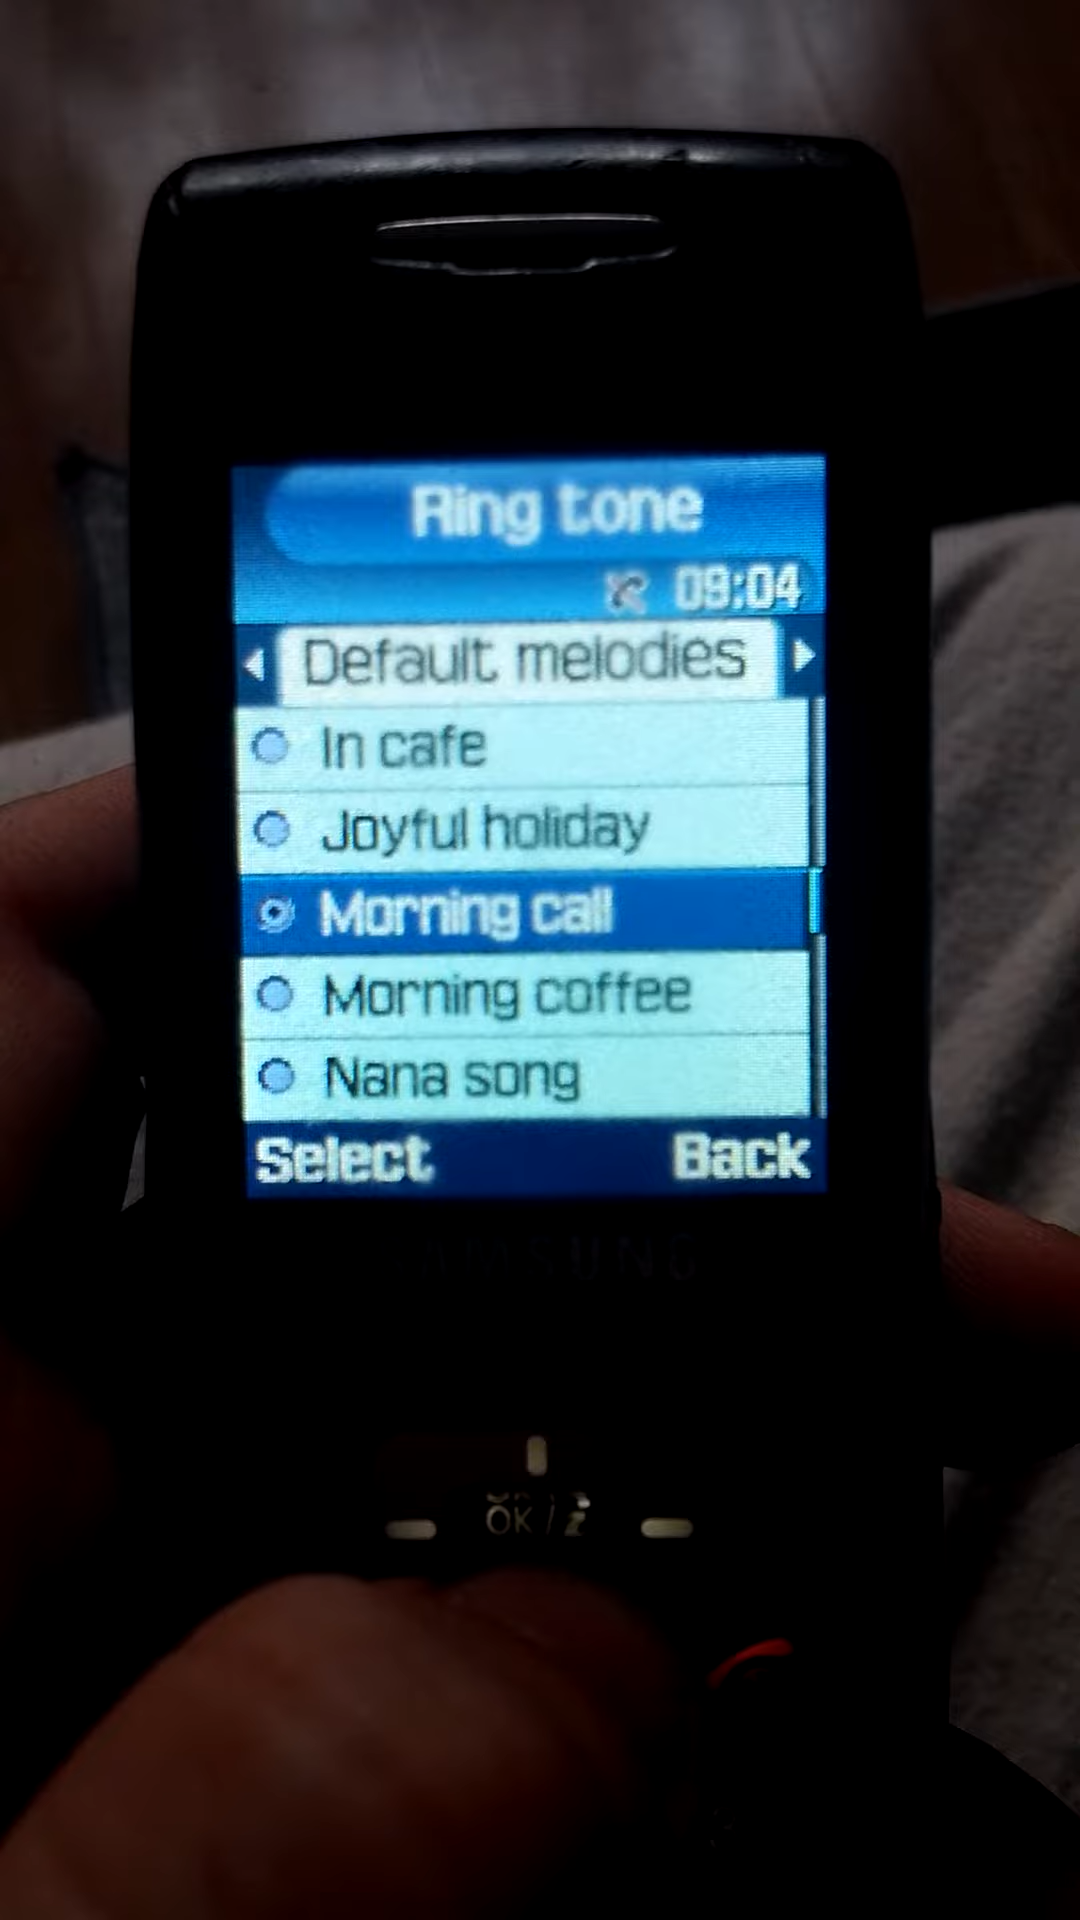 Ring tone
09:04
Default melodies
In cafe
Joyful holiday
Morning call
Morning coffee
Nana song
Select Back
SAMSUNG
OK / i